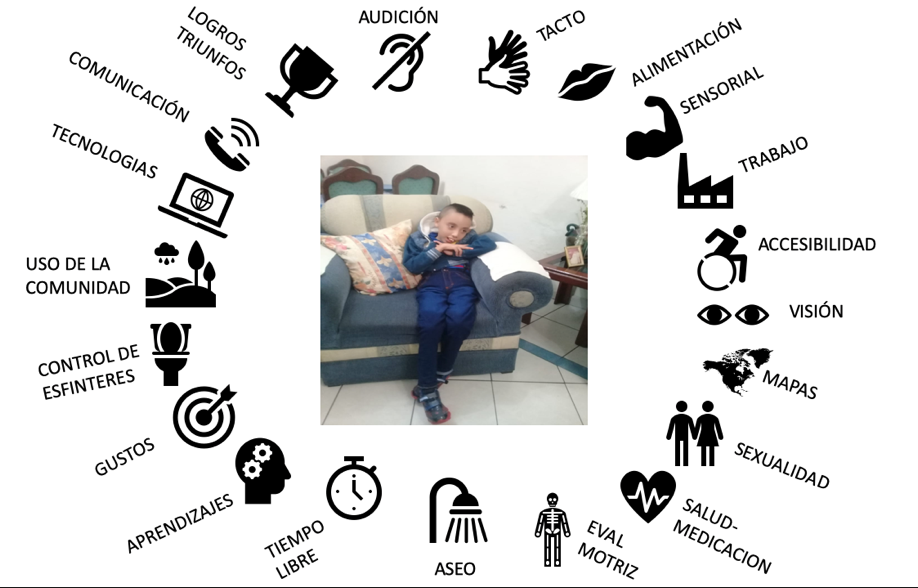 LOGROS
TRIUNFOS
AUDICIÓN
TACTO
ALIMENTACIÓN
SENSORIAL
TRABAJO
ACCESIBILIDAD
VISIÓN
MAPAS
SEXUALIDAD
SALUD-
MEDICACION
EVAL
MOTRIZ
ASEO
TIEMPO
LIBRE
APRENDIZAJES
GUSTOS
CONTROL DE
ESFINTERES
USO DE LA
COMUNIDAD
TECNOLOGIAS
COMUNICACIÓN